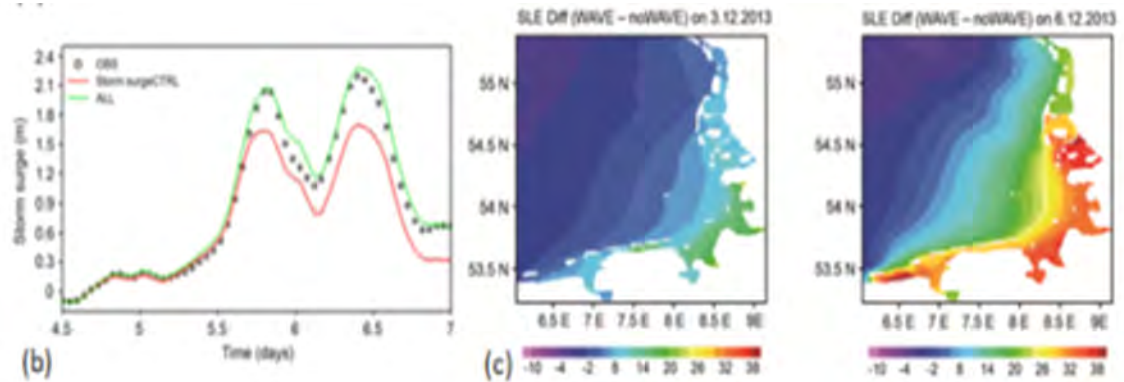 2.4
2.1
1.8
1.5
1.2
0.9
0.6
0.3
0
Storm surge (m)
OBS
Storm surgeCTRL
ALL
4.5 5 5.5 6 6.5 7
Time (days)
(b)
SLE Diff (WAVE – noWAVE) on 3.12.2013
55 N
54.5 N
54 N
53.5 N
6.5 E 7 E 7.5 E 8 E 8.5 E 9E
(c)
-10 -4 -2 8 14 20 26 32 38
SLE Diff (WAVE – noWAVE) on 6.12.2013
55 N
54.5 N
54 N
53.5 N
6.5 E 7 E 7.5 E 8 E 8.5 E 9E
-10 -4 -2 8 14 20 26 32 38